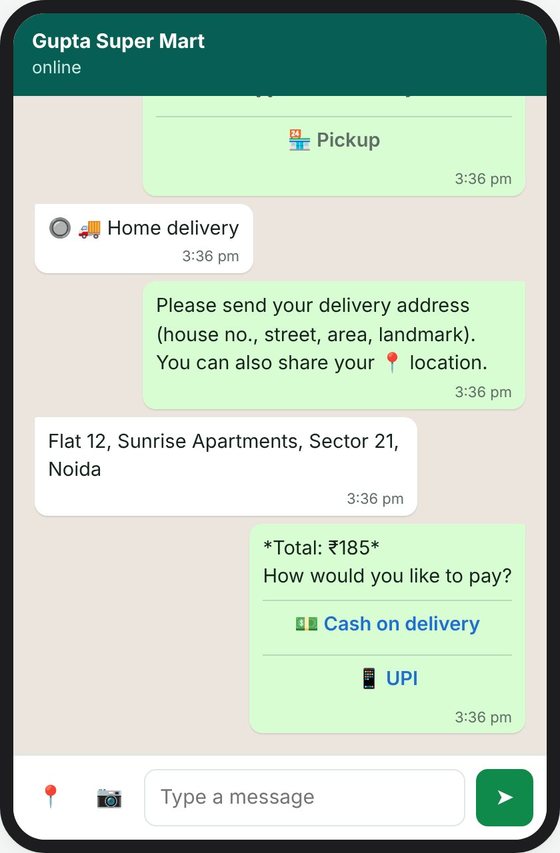 Gupta Super Mart
online
🏪 Pickup
3:36 pm
🔘 🚚 Home delivery
3:36 pm
Please send your delivery address
(house no., street, area, landmark).
You can also share your 📍 location.
3:36 pm
Flat 12, Sunrise Apartments, Sector 21,
Noida
3:36 pm
*Total: ₹185*
How would you like to pay?
💵 Cash on delivery
📱 UPI
3:36 pm
Type a message